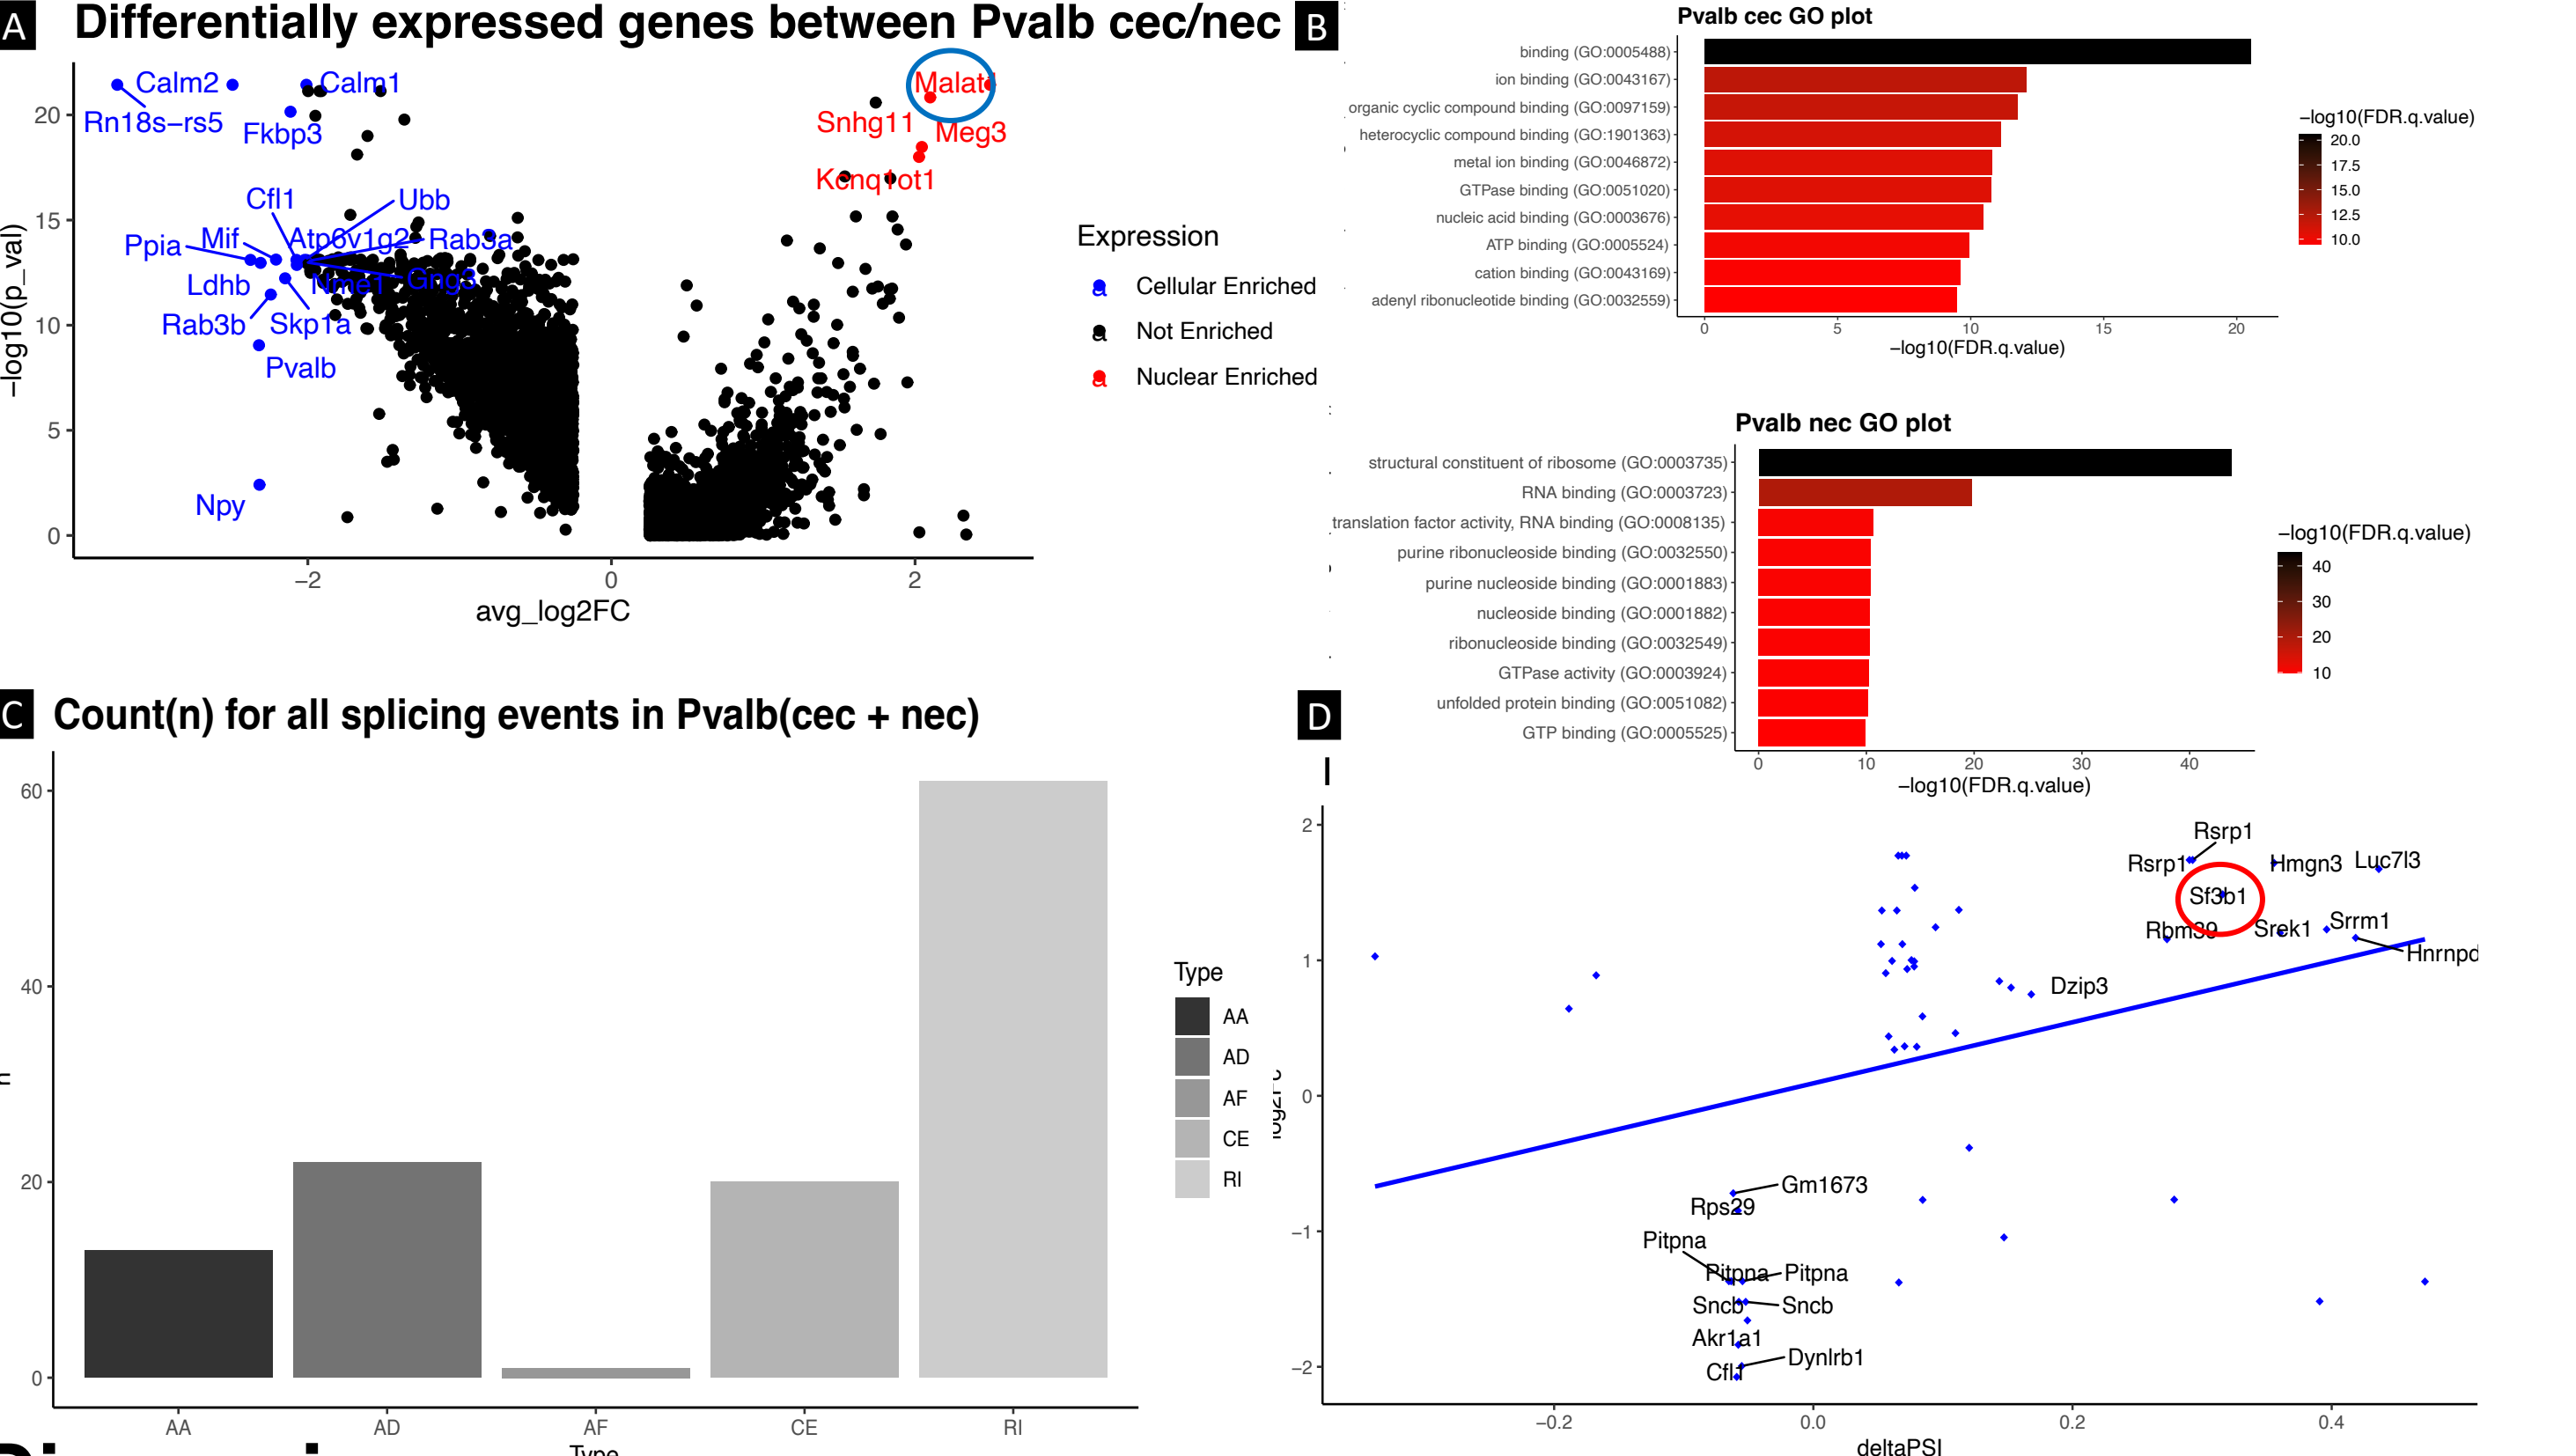 A
Differentially expressed genes between Pvalb cec/nec
−log10(p_val)
20
15
10
5
0
−2
0
2
avg_log2FC
Calm2
Calm1
Rn18s−rs5
Fkbp3
Cfl1
Ubb
Ppia
Mif
Atp6v1g2
Rab3a
Ldhb
Nme1
Gng3
Rab3b
Skp1a
Pvalb
Npy
Malat1
Snhg11
Meg3
Kcnq1ot1
Expression
a Cellular Enriched
a Not Enriched
a Nuclear Enriched
B
Pvalb cec GO plot
binding (GO:0005488)
ion binding (GO:0043167)
organic cyclic compound binding (GO:0097159)
heterocyclic compound binding (GO:1901363)
metal ion binding (GO:0046872)
GTPase binding (GO:0051020)
nucleic acid binding (GO:0003676)
ATP binding (GO:0005524)
cation binding (GO:0043169)
adenyl ribonucleotide binding (GO:0032559)
0
5
10
15
20
−log10(FDR.q.value)
−log10(FDR.q.value)
20.0
17.5
15.0
12.5
10.0
Pvalb nec GO plot
structural constituent of ribosome (GO:0003735)
RNA binding (GO:0003723)
translation factor activity, RNA binding (GO:0008135)
purine ribonucleoside binding (GO:0032550)
purine nucleoside binding (GO:0001883)
nucleoside binding (GO:0001882)
ribonucleoside binding (GO:0032549)
GTPase activity (GO:0003924)
unfolded protein binding (GO:0051082)
GTP binding (GO:0005525)
0
10
20
30
40
−log10(FDR.q.value)
−log10(FDR.q.value)
40
30
20
10
C
Count(n) for all splicing events in Pvalb(cec + nec)
n
60
40
20
0
AA
AD
AF
CE
RI
Type
Type
AA
AD
AF
CE
RI
D
log2FC
2
1
0
−1
−2
−0.2
0.0
0.2
0.4
deltaPSI
Rsrp1
Rsrp1
Hmgn3
Luc7l3
Sf3b1
Rbm39
Srek1
Srrm1
Hnrnpd
Dzip3
Gm1673
Rps29
Pitpna
Pitpna
Pitpna
Sncb
Sncb
Akr1a1
Dynlrb1
Cfl1